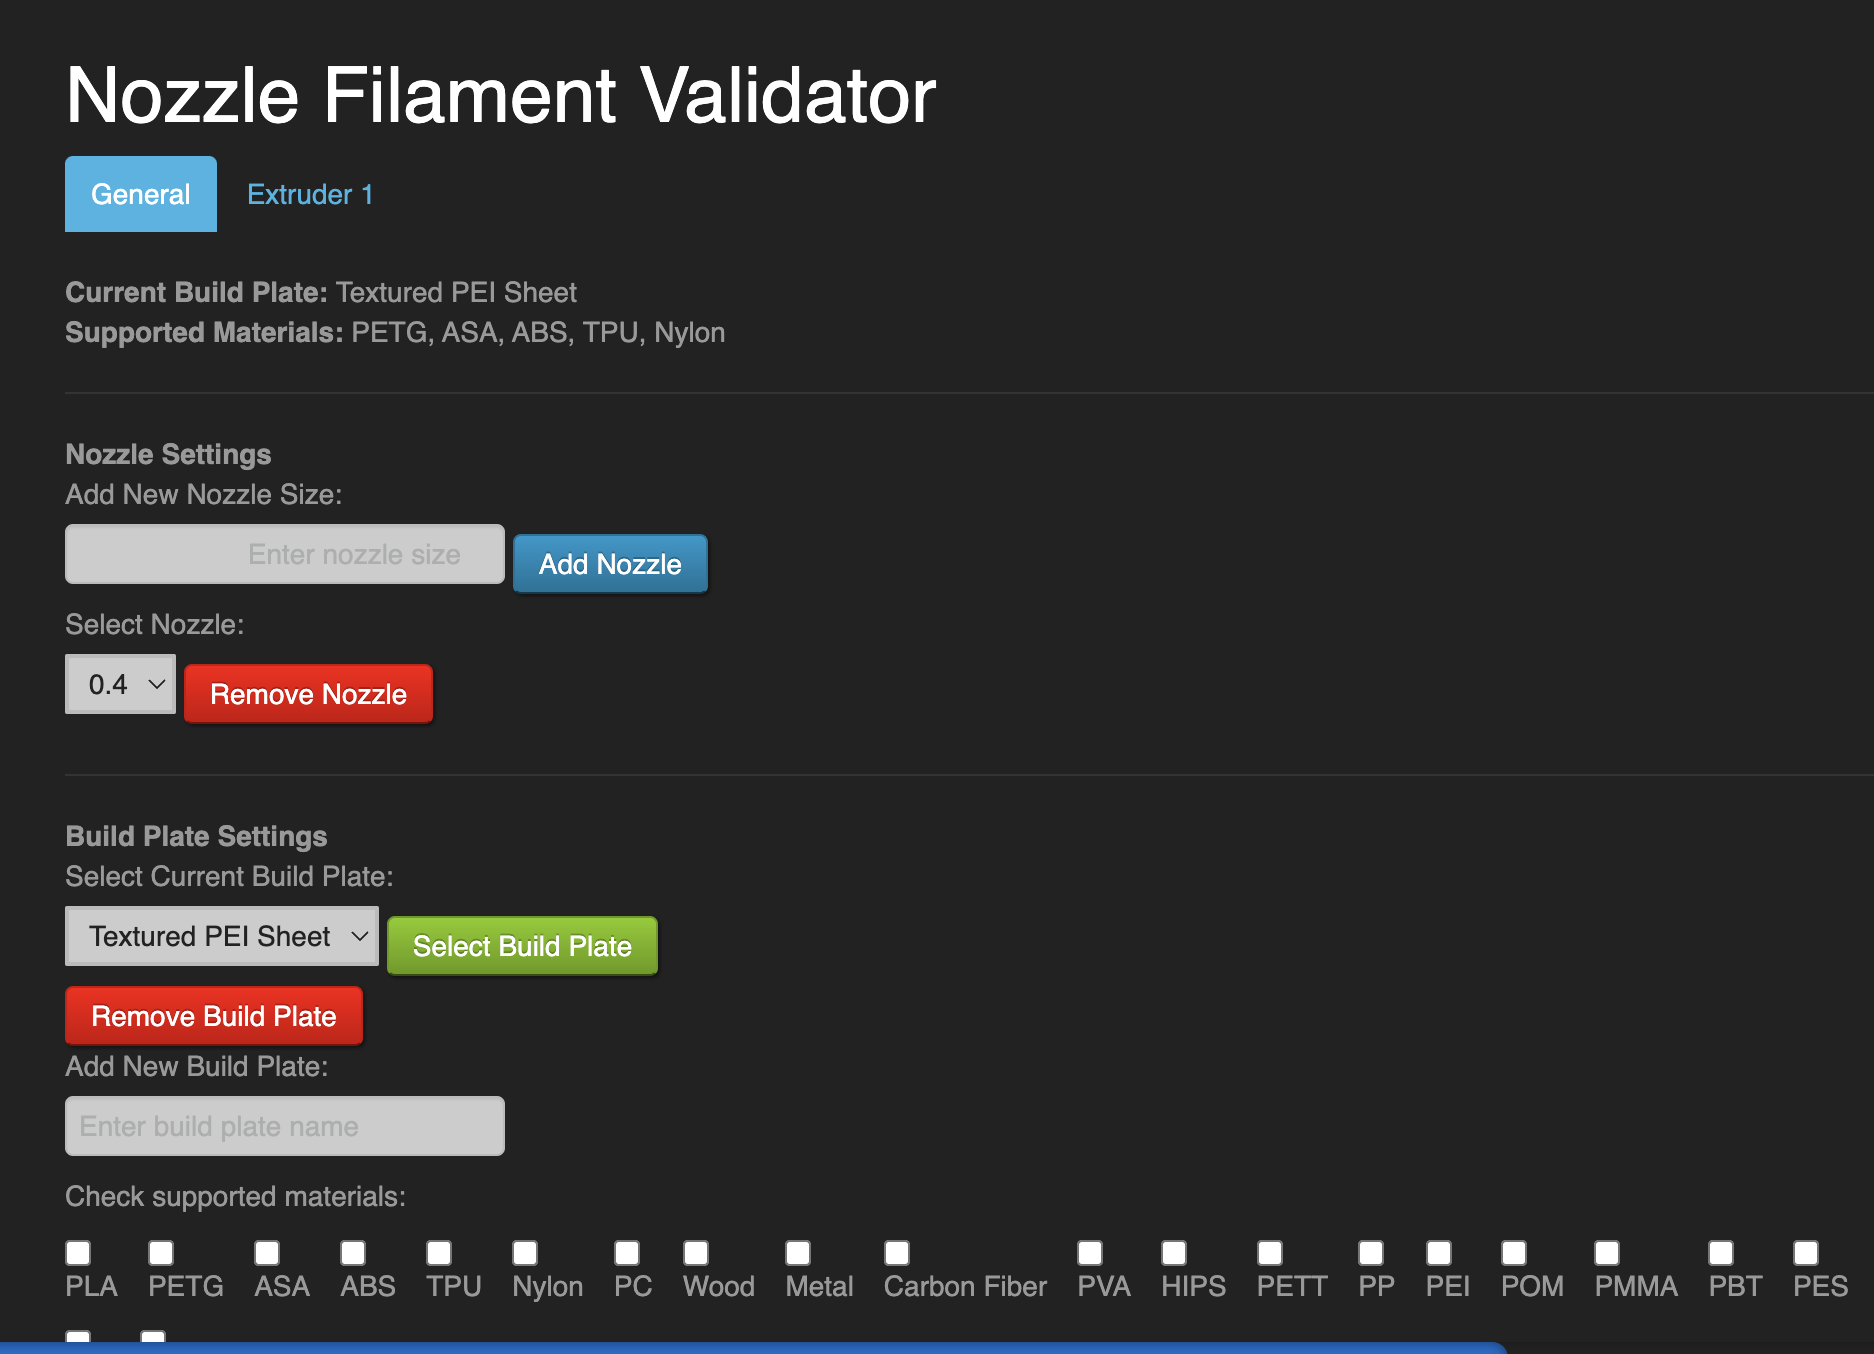 Nozzle Filament Validator
General Extruder 1
Current Build Plate: Textured PEI Sheet
Supported Materials: PETG, ASA, ABS, TPU, Nylon
Nozzle Settings
Add New Nozzle Size:
Enter nozzle size Add Nozzle
Select Nozzle:
0.4 Remove Nozzle
Build Plate Settings
Select Current Build Plate:
Textured PEI Sheet Select Build Plate
Remove Build Plate
Add New Build Plate:
Enter build plate name
Check supported materials:
PLA PETG ASA ABS TPU Nylon PC Wood Metal Carbon Fiber PVA HIPS PETT PP PEI POM PMMA PBT PES